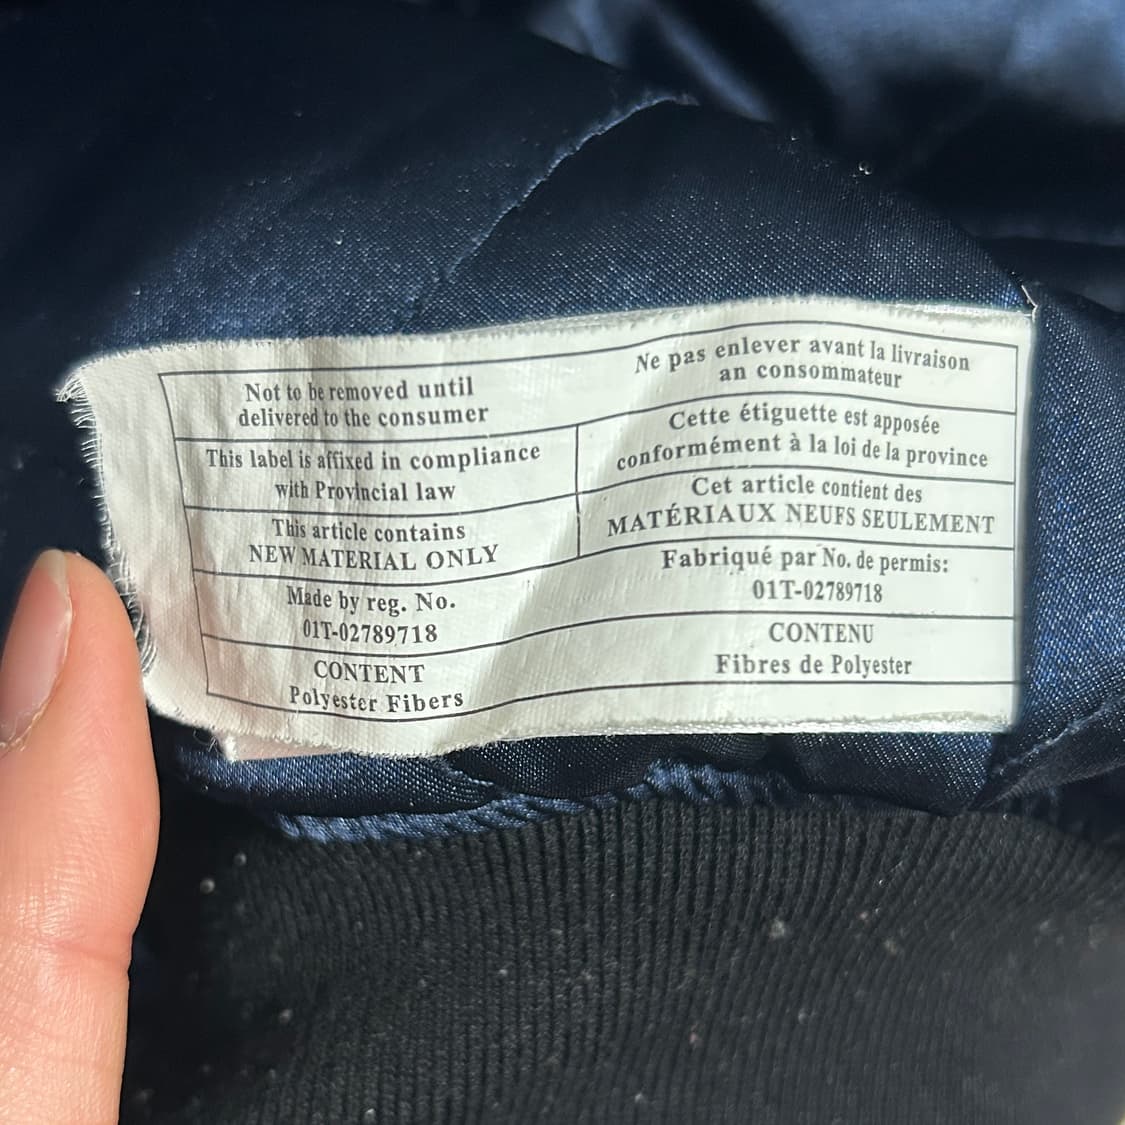 Not to be removed until
delivered to the consumer
This label is affixed in compliance
with Provincial law
This article contains
NEW MATERIAL ONLY
Made by reg. No.
01T-02789718
CONTENT
Polyester Fibers
Ne pas enlever avant la livraison
an consommateur
Cette étiguette est apposée
conformément à la loi de la province
Cet article contient des
MATÉRIAUX NEUFS SEULEMENT
Fabriqué par No. de permis:
01T-02789718
CONTENU
Fibres de Polyester